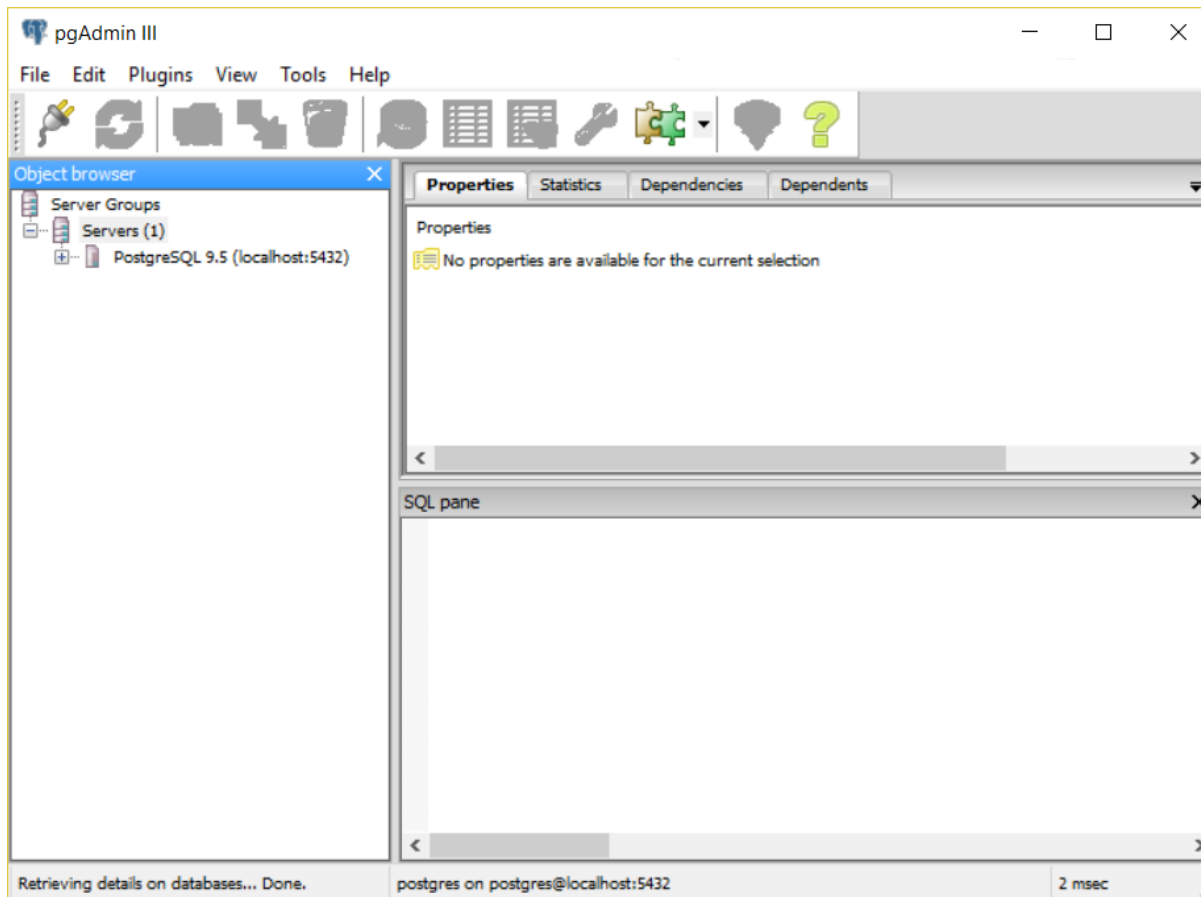 pgAdmin III
File Edit Plugins View Tools Help
Object browser
Server Groups
Servers (1)
PostgreSQL 9.5 (localhost:5432)
Properties Statistics Dependencies Dependents
Properties
No properties are available for the current selection
SQL pane
Retrieving details on databases... Done. postgres on postgres@localhost:5432 2 msec